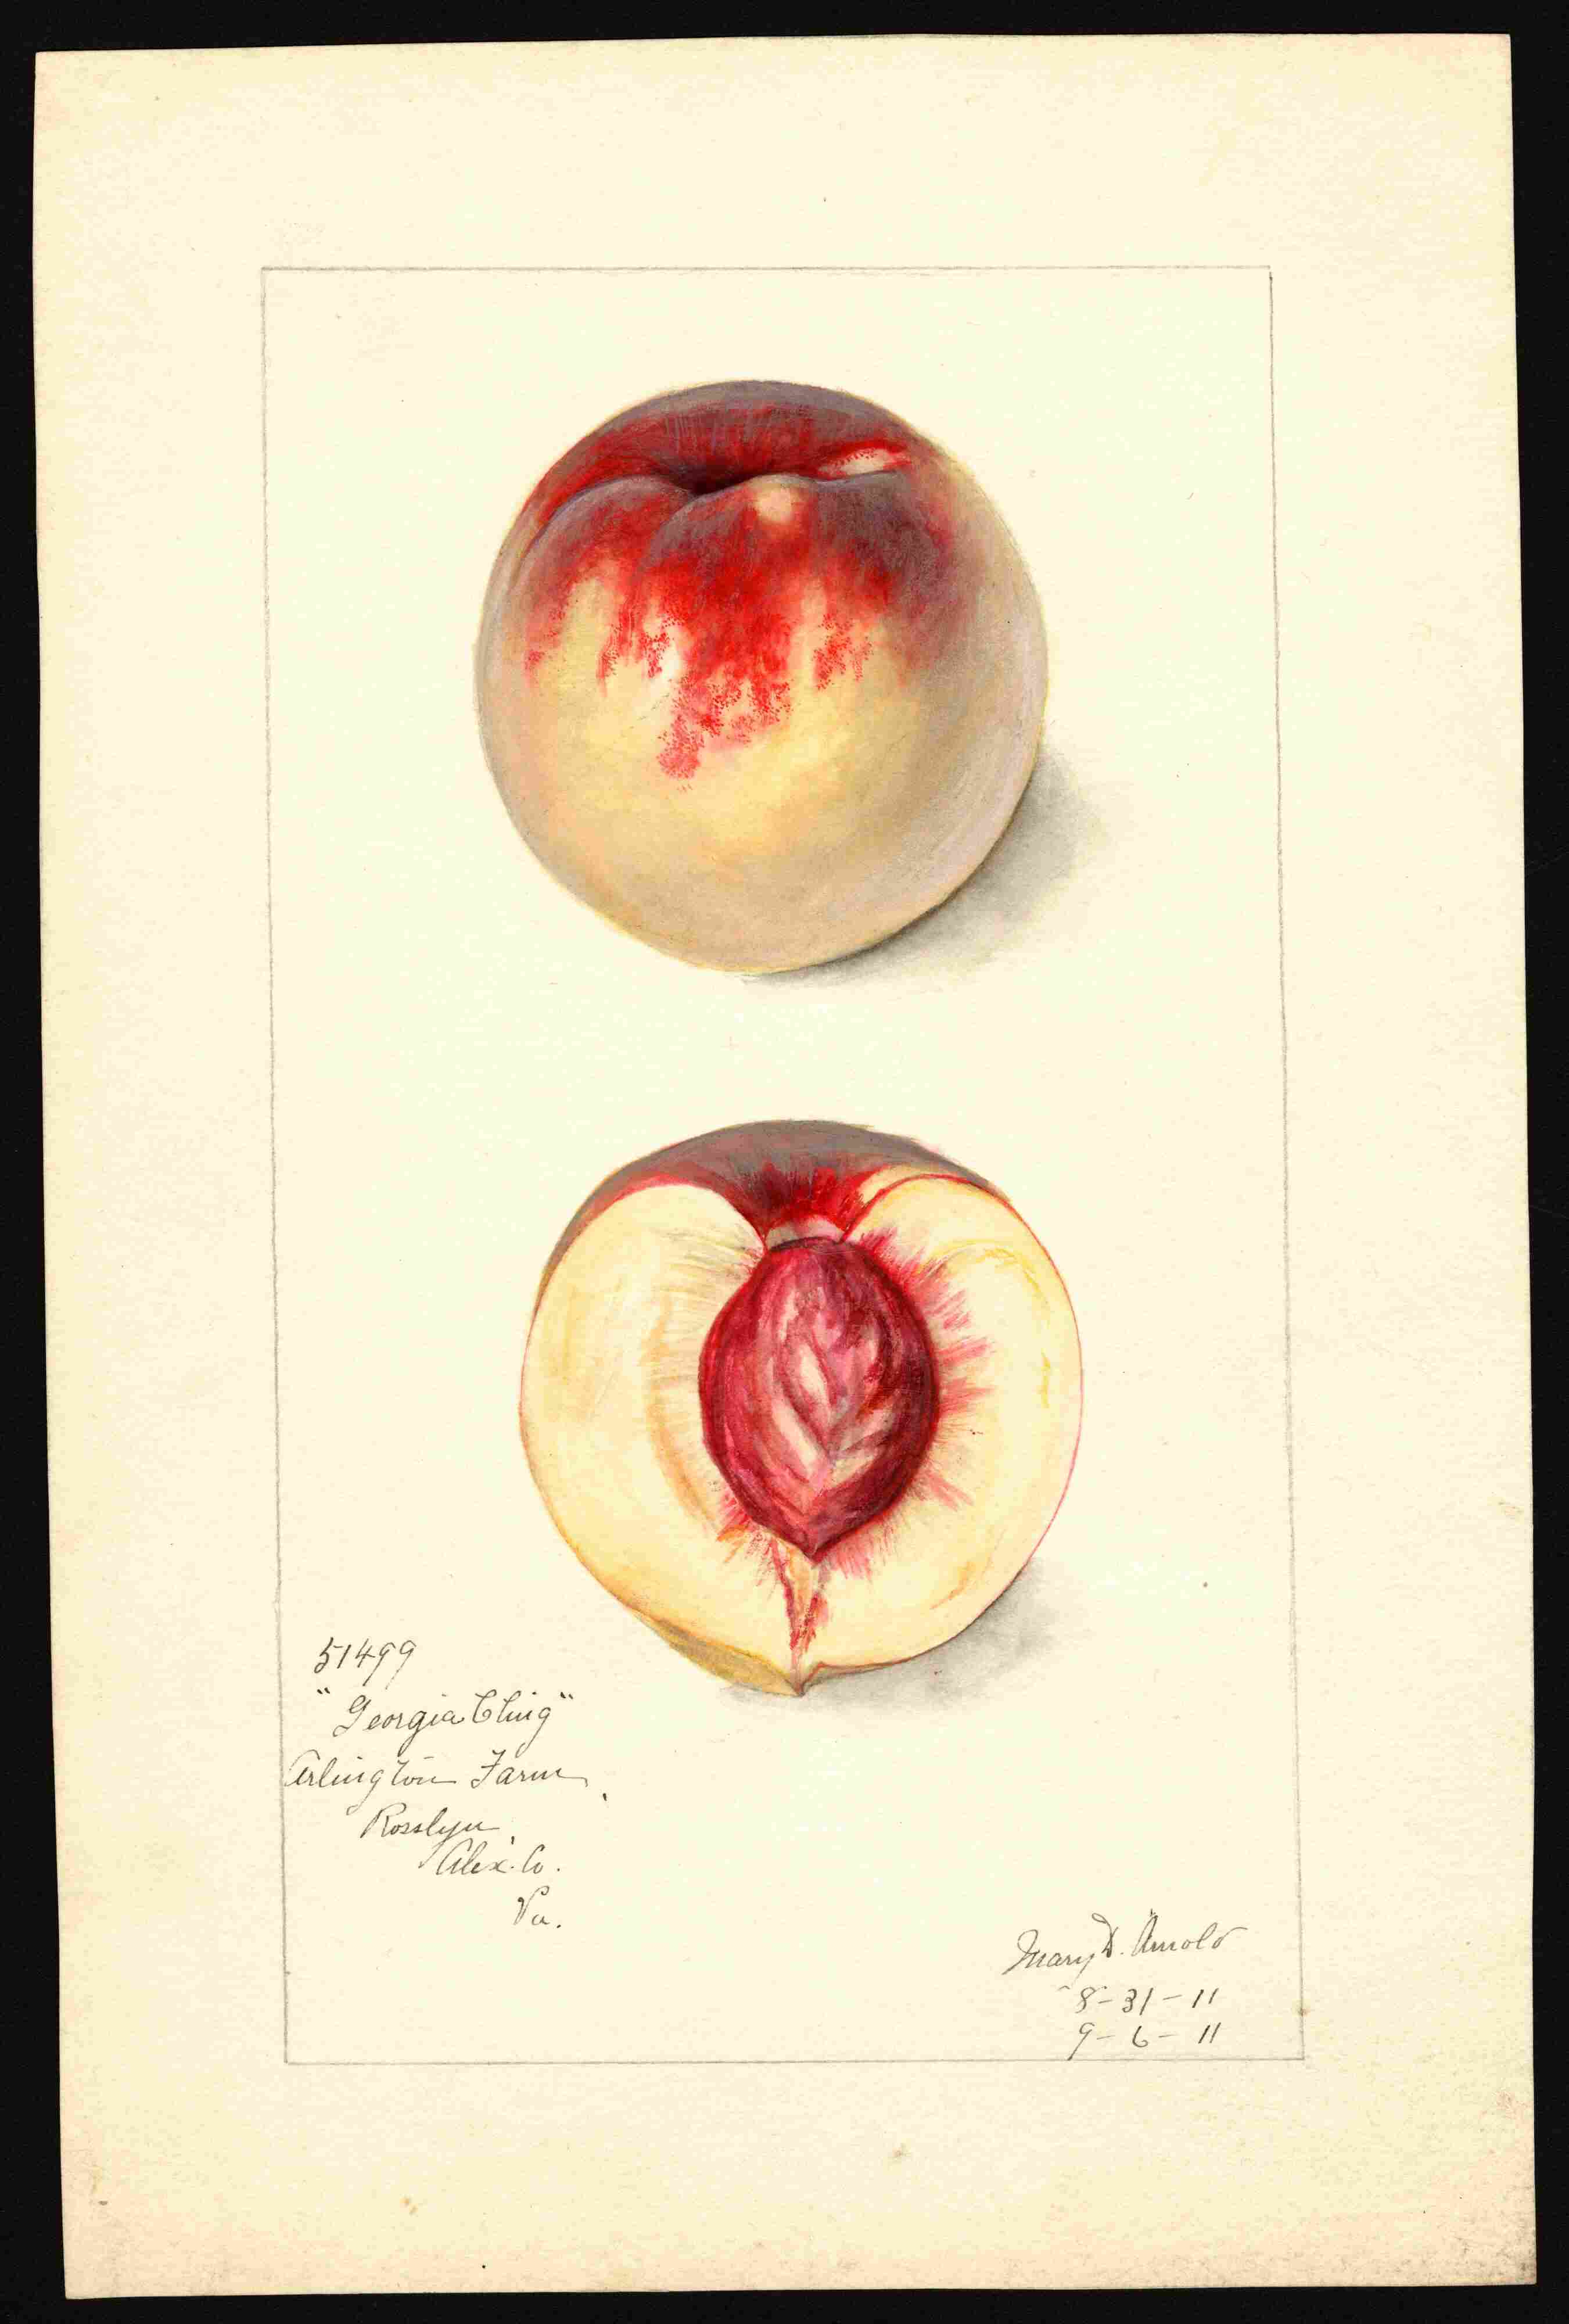 51499
"Georgia Cling"
Arlington Farm,
Rosslyn,
Alex. Co.
Va.
Mary D. Arnold
8-31-11
9-6-11